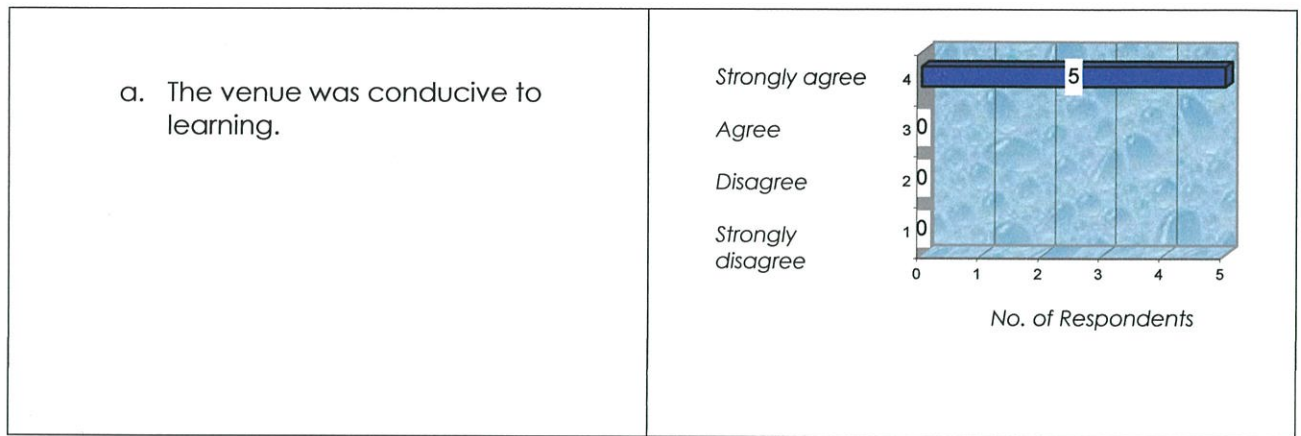 a. The venue was conducive to
learning.
Strongly agree 4 5
Agree 3 0
Disagree 2 0
Strongly
disagree 1 0
0 1 2 3 4 5
No. of Respondents